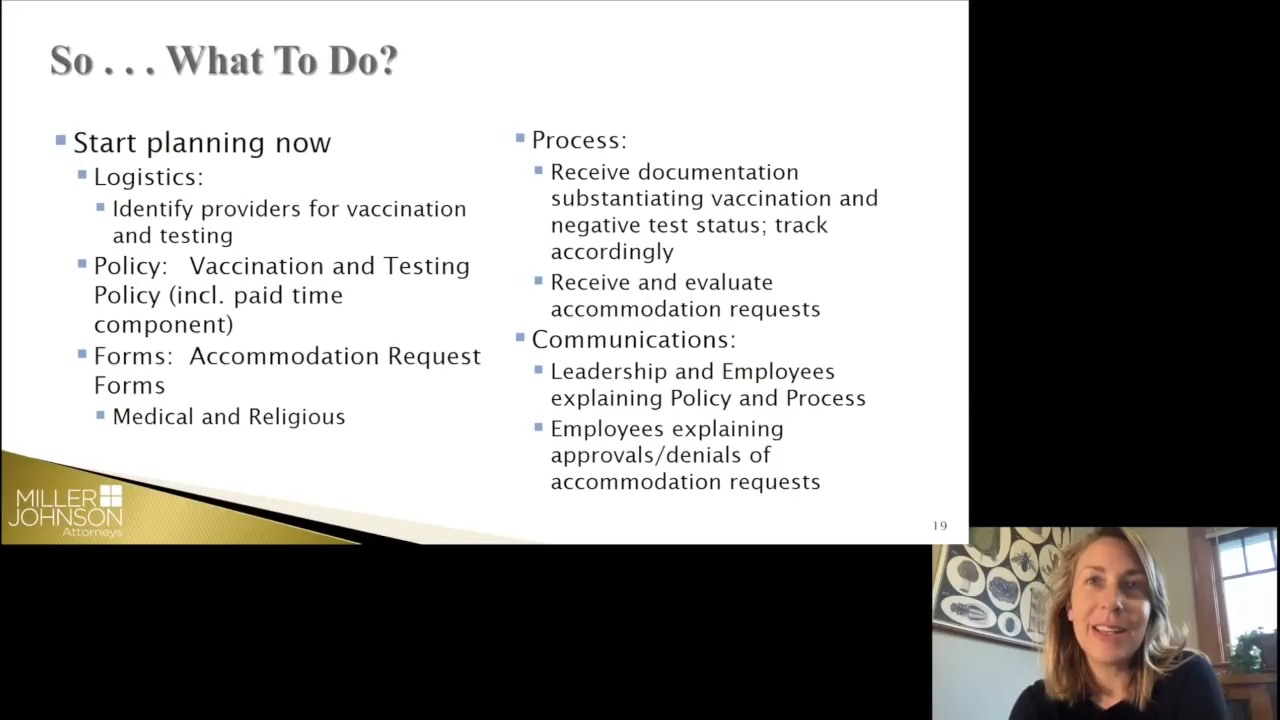 So . . . What To Do?
Start planning now
Logistics:
Identify providers for vaccination
and testing
Policy: Vaccination and Testing
Policy (incl. paid time
component)
Forms: Accommodation Request
Forms
Medical and Religious
Process:
Receive documentation
substantiating vaccination and
negative test status; track
accordingly
Receive and evaluate
accommodation requests
Communications:
Leadership and Employees
explaining Policy and Process
Employees explaining
approvals/denials of
accommodation requests
MILLER
JOHNSON
Attorneys
19